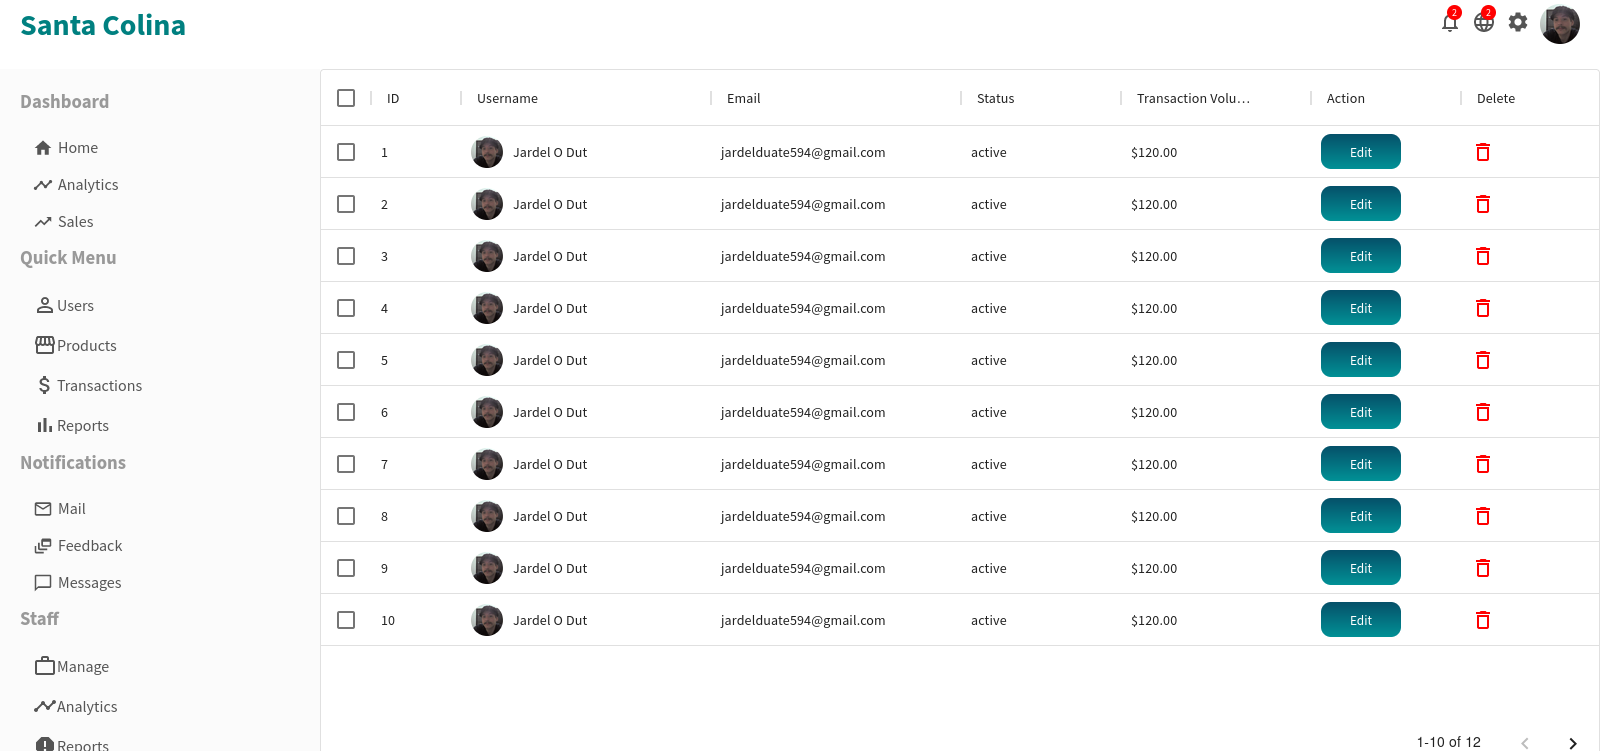 Santa Colina
2
2
Dashboard
Home
Analytics
Sales
Quick Menu
Users
Products
Transactions
Reports
Notifications
Mail
Feedback
Messages
Staff
Manage
Analytics
Reports
ID Username Email Status Transaction Volu… Action Delete
1 Jardel O Dut jardelduate594@gmail.com active $120.00 Edit
2 Jardel O Dut jardelduate594@gmail.com active $120.00 Edit
3 Jardel O Dut jardelduate594@gmail.com active $120.00 Edit
4 Jardel O Dut jardelduate594@gmail.com active $120.00 Edit
5 Jardel O Dut jardelduate594@gmail.com active $120.00 Edit
6 Jardel O Dut jardelduate594@gmail.com active $120.00 Edit
7 Jardel O Dut jardelduate594@gmail.com active $120.00 Edit
8 Jardel O Dut jardelduate594@gmail.com active $120.00 Edit
9 Jardel O Dut jardelduate594@gmail.com active $120.00 Edit
10 Jardel O Dut jardelduate594@gmail.com active $120.00 Edit
1-10 of 12